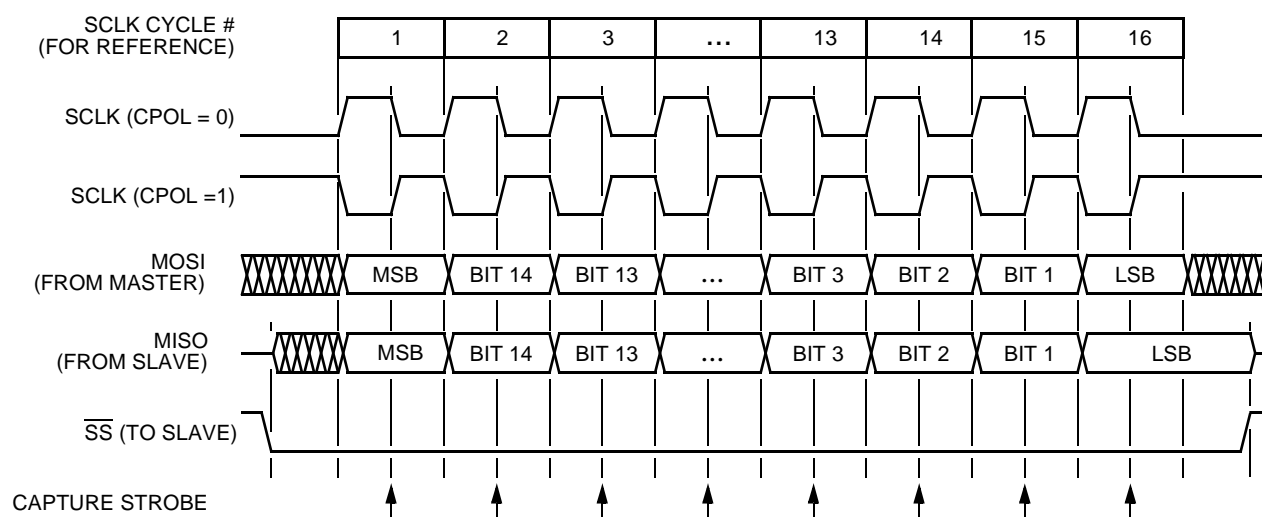 SCLK CYCLE #
(FOR REFERENCE)
1 2 3 ... 13 14 15 16
SCLK (CPOL = 0)
SCLK (CPOL =1)
MOSI
(FROM MASTER)
MSB BIT 14 BIT 13 ... BIT 3 BIT 2 BIT 1 LSB
MISO
(FROM SLAVE)
MSB BIT 14 BIT 13 ... BIT 3 BIT 2 BIT 1 LSB
S̅S̅ (TO SLAVE)
CAPTURE STROBE